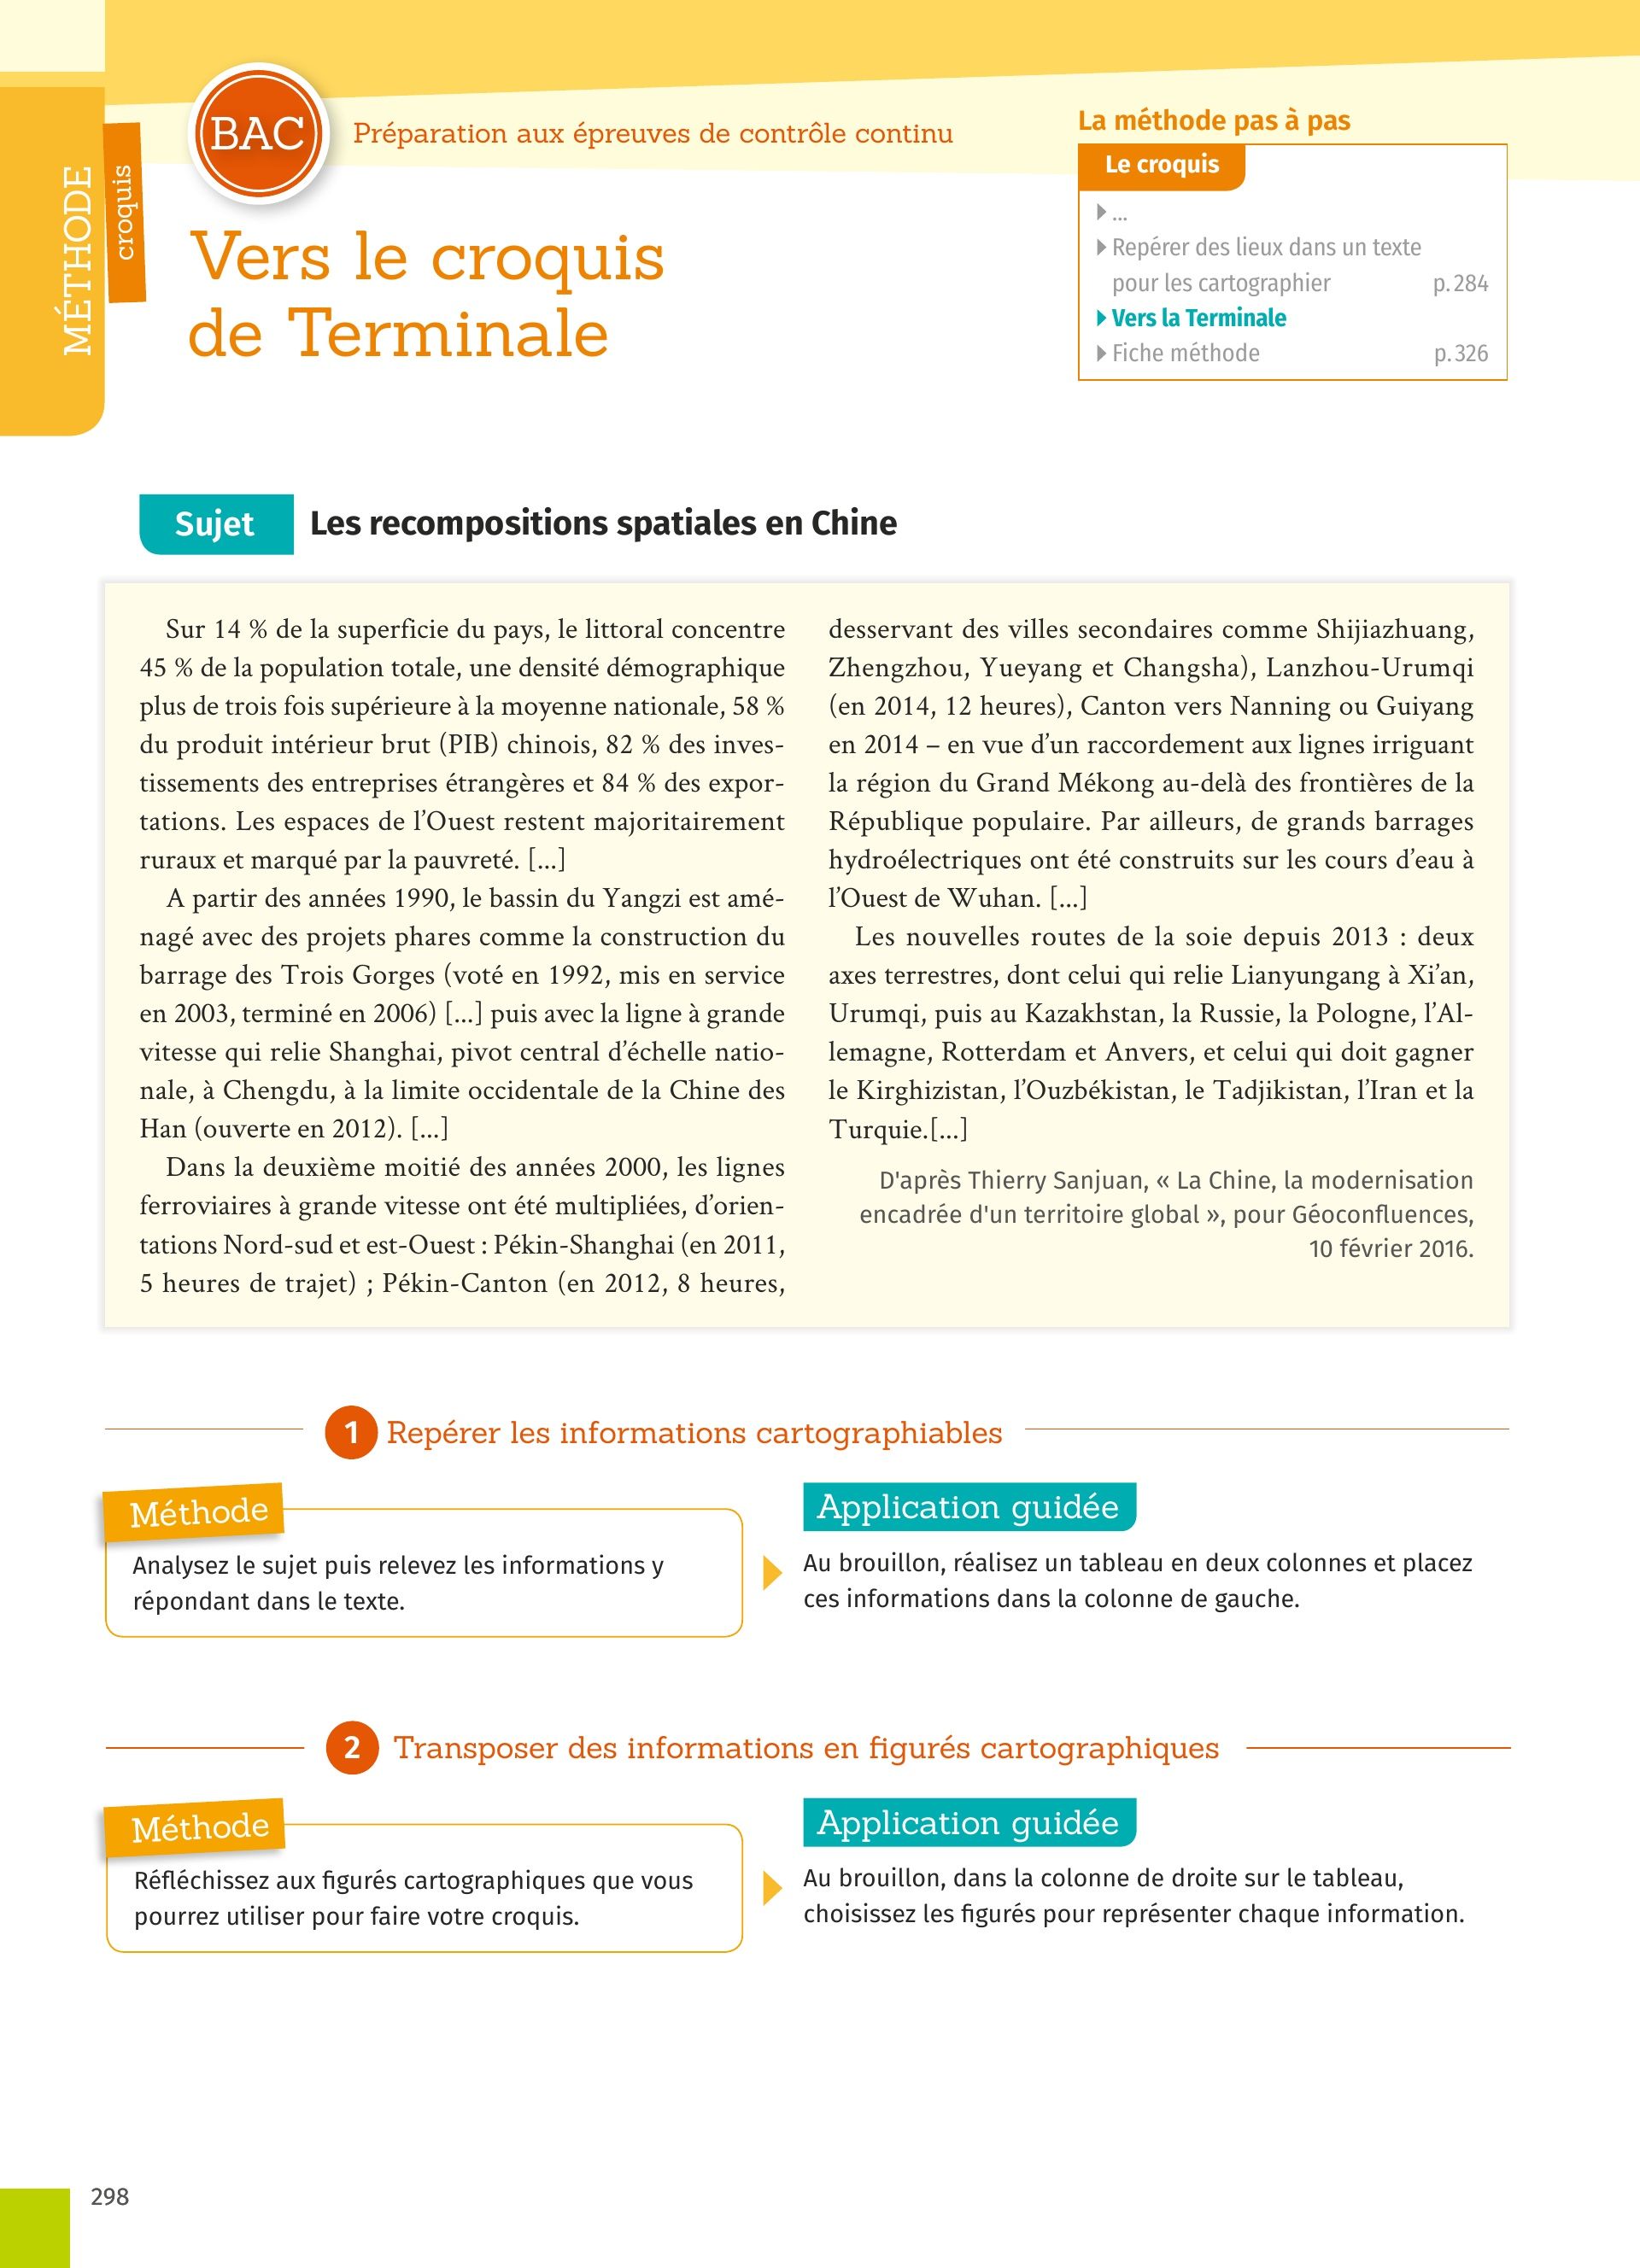 MÉTHODE
croquis
BAC
Préparation aux épreuves de contrôle continu
Vers le croquis
de Terminale
La méthode pas à pas
Le croquis
...
Repérer des lieux dans un texte
pour les cartographier p. 284
Vers la Terminale
Fiche méthode p. 326
Sujet Les recompositions spatiales en Chine
Sur 14 % de la superficie du pays, le littoral concentre
45 % de la population totale, une densité démographique
plus de trois fois supérieure à la moyenne nationale, 58 %
du produit intérieur brut (PIB) chinois, 82 % des inves-
tissements des entreprises étrangères et 84 % des expor-
tations. Les espaces de l'Ouest restent majoritairement
ruraux et marqué par la pauvreté. [...]
A partir des années 1990, le bassin du Yangzi est amé-
nagé avec des projets phares comme la construction du
barrage des Trois Gorges (voté en 1992, mis en service
en 2003, terminé en 2006) [...] puis avec la ligne à grande
vitesse qui relie Shanghai, pivot central d'échelle natio-
nale, à Chengdu, à la limite occidentale de la Chine des
Han (ouverte en 2012). [...]
Dans la deuxième moitié des années 2000, les lignes
ferroviaires à grande vitesse ont été multipliées, d'orien-
tations Nord-sud et est-Ouest : Pékin-Shanghai (en 2011,
5 heures de trajet) ; Pékin-Canton (en 2012, 8 heures,
desservant des villes secondaires comme Shijiazhuang,
Zhengzhou, Yueyang et Changsha), Lanzhou-Urumqi
(en 2014, 12 heures), Canton vers Nanning ou Guiyang
en 2014 – en vue d'un raccordement aux lignes irriguant
la région du Grand Mékong au-delà des frontières de la
République populaire. Par ailleurs, de grands barrages
hydroélectriques ont été construits sur les cours d'eau à
l'Ouest de Wuhan. [...]
Les nouvelles routes de la soie depuis 2013 : deux
axes terrestres, dont celui qui relie Lianyungang à Xi'an,
Urumqi, puis au Kazakhstan, la Russie, la Pologne, l'Al-
lemagne, Rotterdam et Anvers, et celui qui doit gagner
le Kirghizistan, l'Ouzbékistan, le Tadjikistan, l'Iran et la
Turquie.[...]
D'après Thierry Sanjuan, « La Chine, la modernisation
encadrée d'un territoire global », pour Géoconfluences,
10 février 2016.
1 Repérer les informations cartographiables
Méthode
Analysez le sujet puis relevez les informations y
répondant dans le texte.
Application guidée
Au brouillon, réalisez un tableau en deux colonnes et placez
ces informations dans la colonne de gauche.
2 Transposer des informations en figurés cartographiques
Méthode
Réfléchissez aux figurés cartographiques que vous
pourrez utiliser pour faire votre croquis.
Application guidée
Au brouillon, dans la colonne de droite sur le tableau,
choisissez les figurés pour représenter chaque information.
298